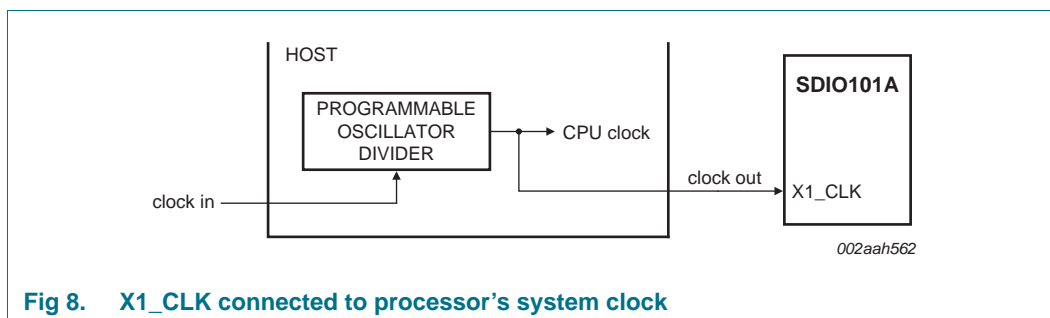 HOST
SDIO101A
PROGRAMMABLE
OSCILLATOR
DIVIDER
CPU clock
clock out
clock in
X1_CLK
002aah562
Fig 8. X1_CLK connected to processor's system clock